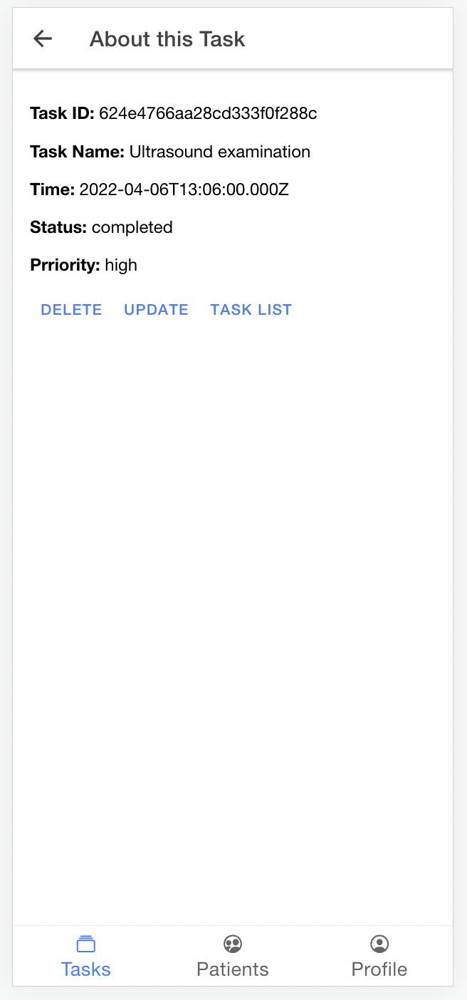 About this Task
Task ID: 624e4766aa28cd333f0f288c
Task Name: Ultrasound examination
Time: 2022-04-06T13:06:00.000Z
Status: completed
Prriority: high
DELETE UPDATE TASK LIST
Tasks Patients Profile